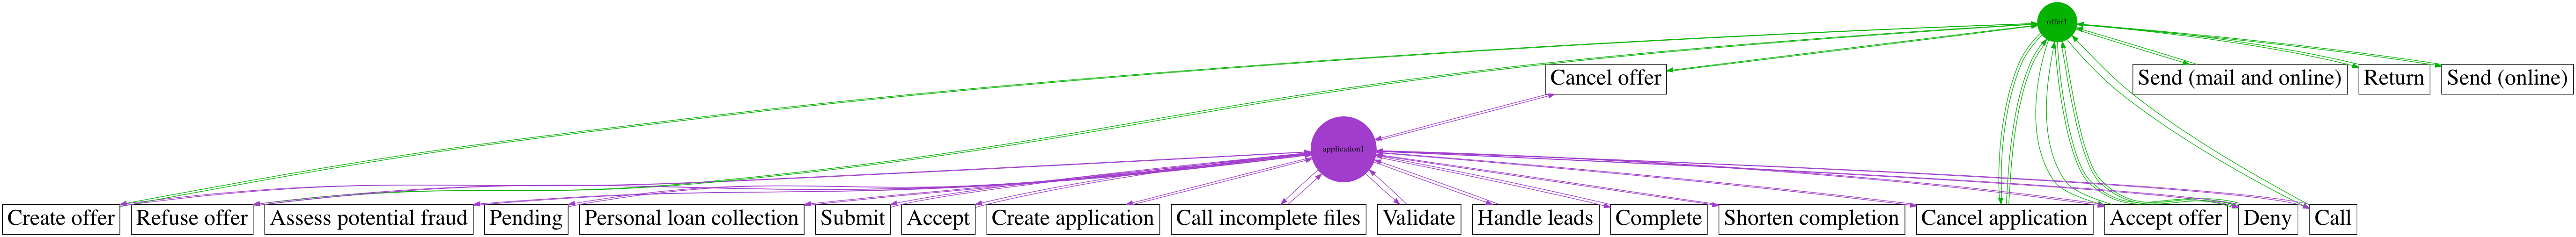 offer1
Cancel offer
Send (mail and online)
Return
Send (online)
application1
Create offer
Refuse offer
Assess potential fraud
Pending
Personal loan collection
Submit
Accept
Create application
Call incomplete files
Validate
Handle leads
Complete
Shorten completion
Cancel application
Accept offer
Deny
Call